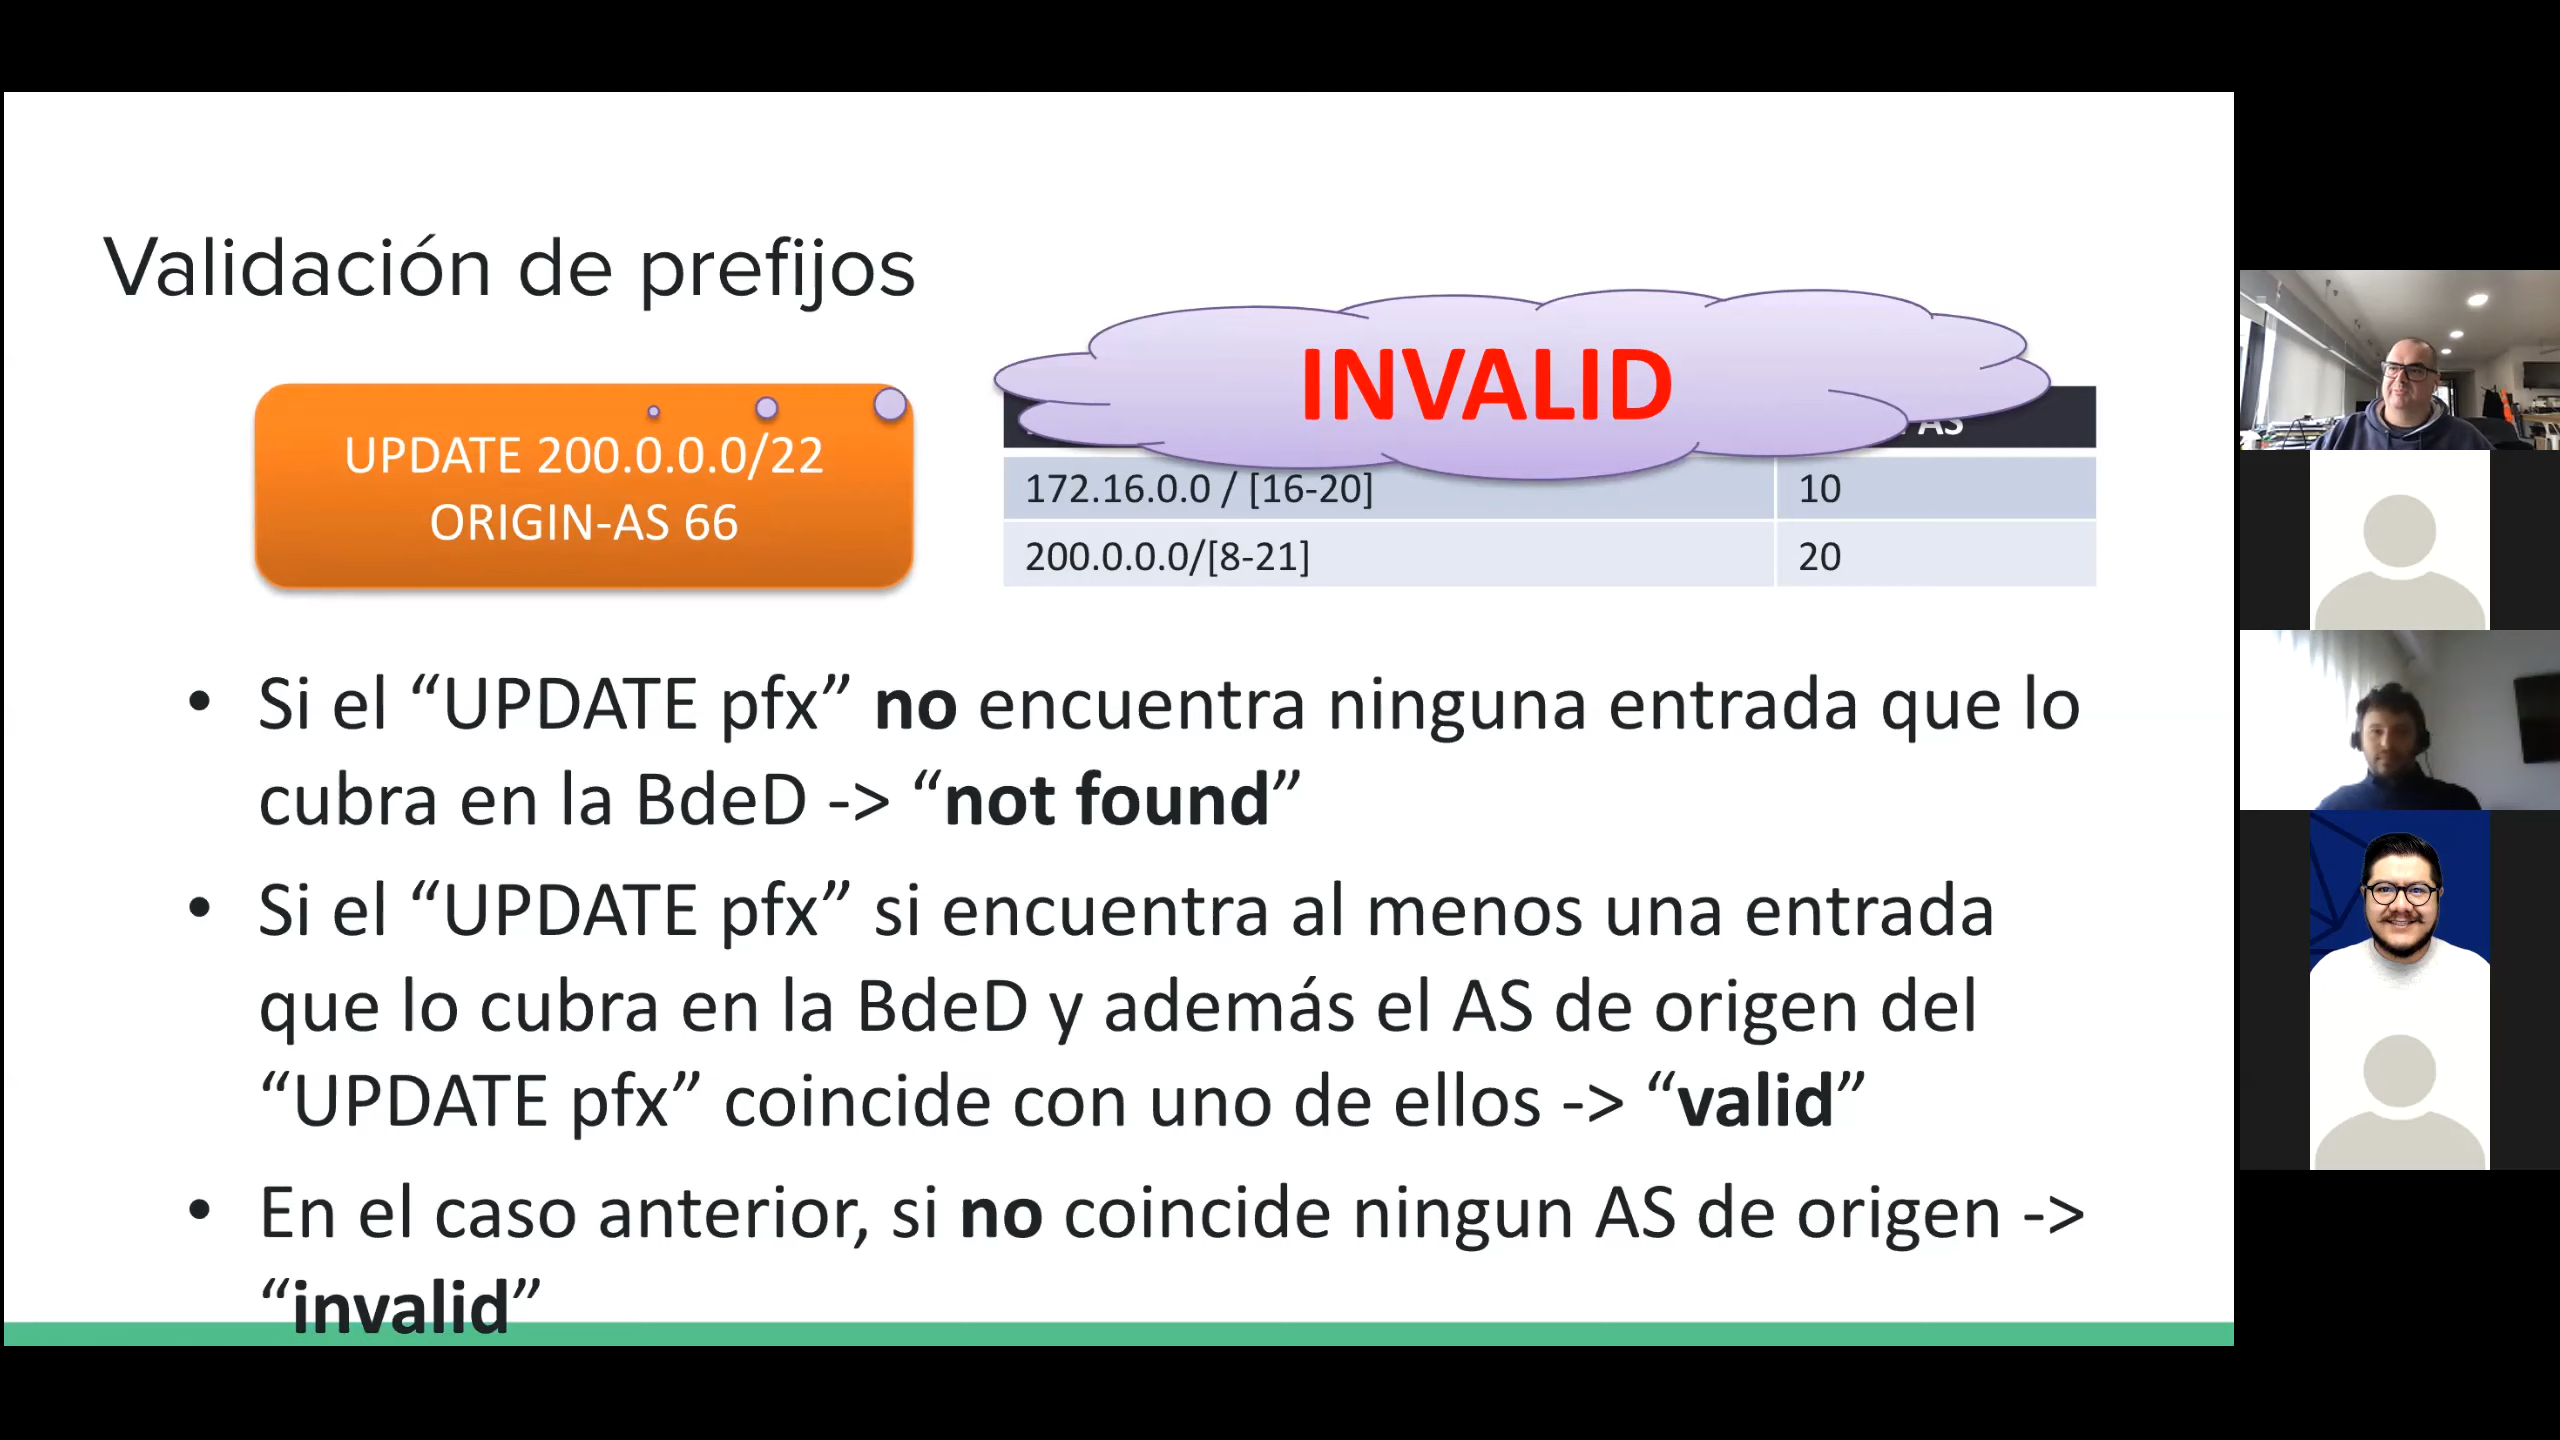 Validación de prefijos
INVALID
UPDATE 200.0.0.0/22
ORIGIN-AS 66
AS
172.16.0.0 / [16-20] 10
200.0.0.0/[8-21] 20
• Si el “UPDATE pfx” no encuentra ninguna entrada que lo
cubra en la BdeD -> “not found”
• Si el “UPDATE pfx” si encuentra al menos una entrada
que lo cubra en la BdeD y además el AS de origen del
“UPDATE pfx” coincide con uno de ellos -> “valid”
• En el caso anterior, si no coincide ningun AS de origen ->
“invalid”